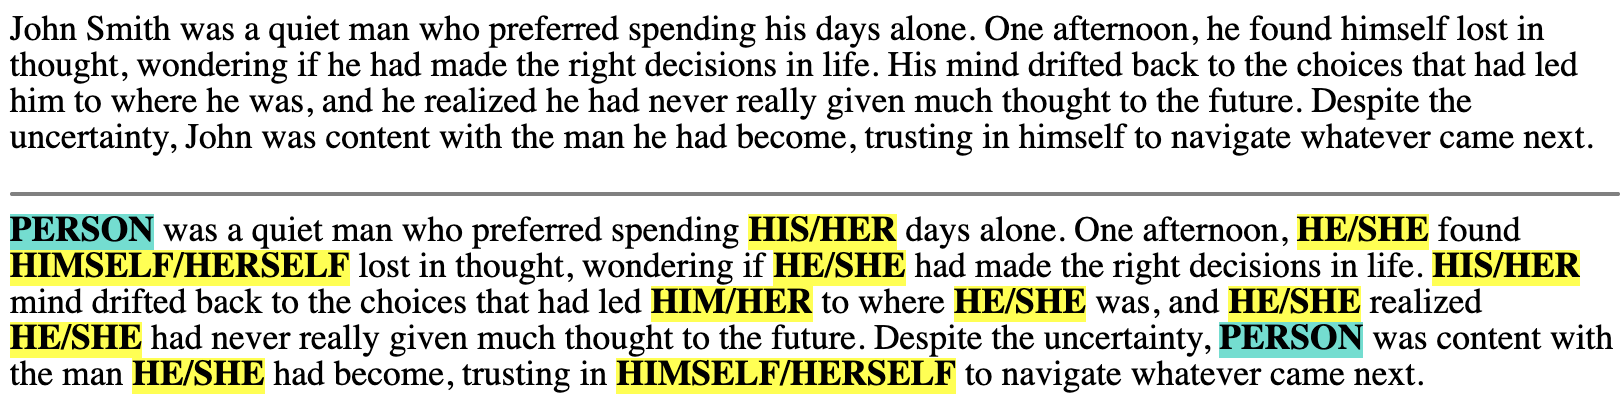 John Smith was a quiet man who preferred spending his days alone. One afternoon, he found himself lost in
thought, wondering if he had made the right decisions in life. His mind drifted back to the choices that had led
him to where he was, and he realized he had never really given much thought to the future. Despite the
uncertainty, John was content with the man he had become, trusting in himself to navigate whatever came next.
PERSON was a quiet man who preferred spending HIS/HER days alone. One afternoon, HE/SHE found
HIMSELF/HERSELF lost in thought, wondering if HE/SHE had made the right decisions in life. HIS/HER
mind drifted back to the choices that had led HIM/HER to where HE/SHE was, and HE/SHE realized
HE/SHE had never really given much thought to the future. Despite the uncertainty, PERSON was content with
the man HE/SHE had become, trusting in HIMSELF/HERSELF to navigate whatever came next.